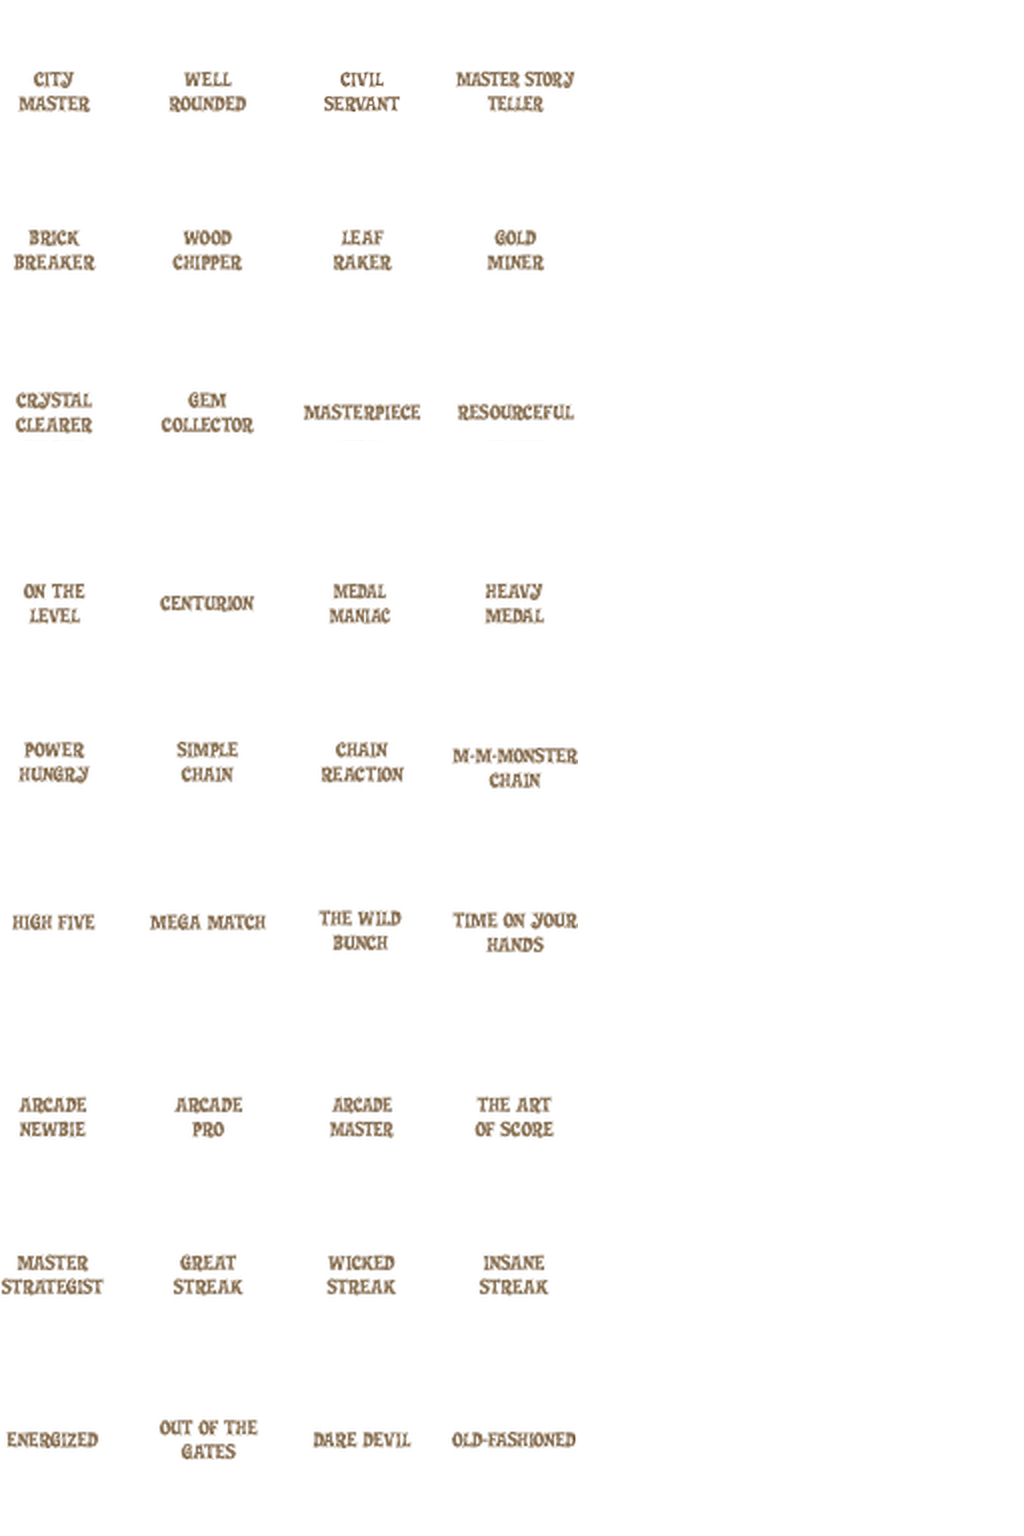 CITY
MASTER
WELL
ROUNDED
CIVIL
SERVANT
MASTER STORY
TELLER
BRICK
BREAKER
WOOD
CHIPPER
LEAF
RAKER
GOLD
MINER
CRYSTAL
CLEARER
GEM
COLLECTOR
MASTERPIECE
RESOURCEFUL
ON THE
LEVEL
CENTURION
MEDAL
MANIAC
HEAVY
MEDAL
POWER
HUNGRY
SIMPLE
CHAIN
CHAIN
REACTION
M-M-MONSTER
CHAIN
HIGH FIVE
MEGA MATCH
THE WILD
BUNCH
TIME ON YOUR
HANDS
ARCADE
NEWBIE
ARCADE
PRO
ARCADE
MASTER
THE ART
OF SCORE
MASTER
STRATEGIST
GREAT
STREAK
WICKED
STREAK
INSANE
STREAK
ENERGIZED
OUT OF THE
GATES
DARE DEVIL
OLD-FASHIONED